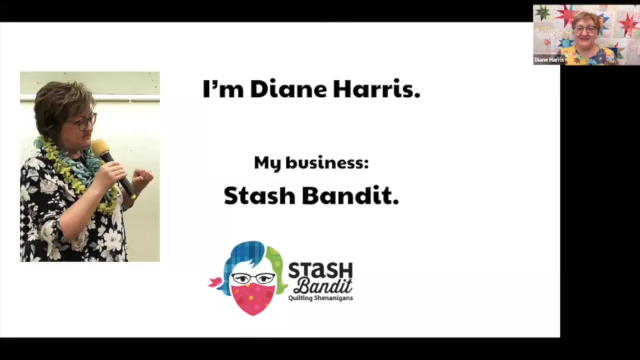 I'm Diane Harris.
My business:
Stash Bandit.
STASH
Bandit
Quilting Shenanigans
Diane Harris